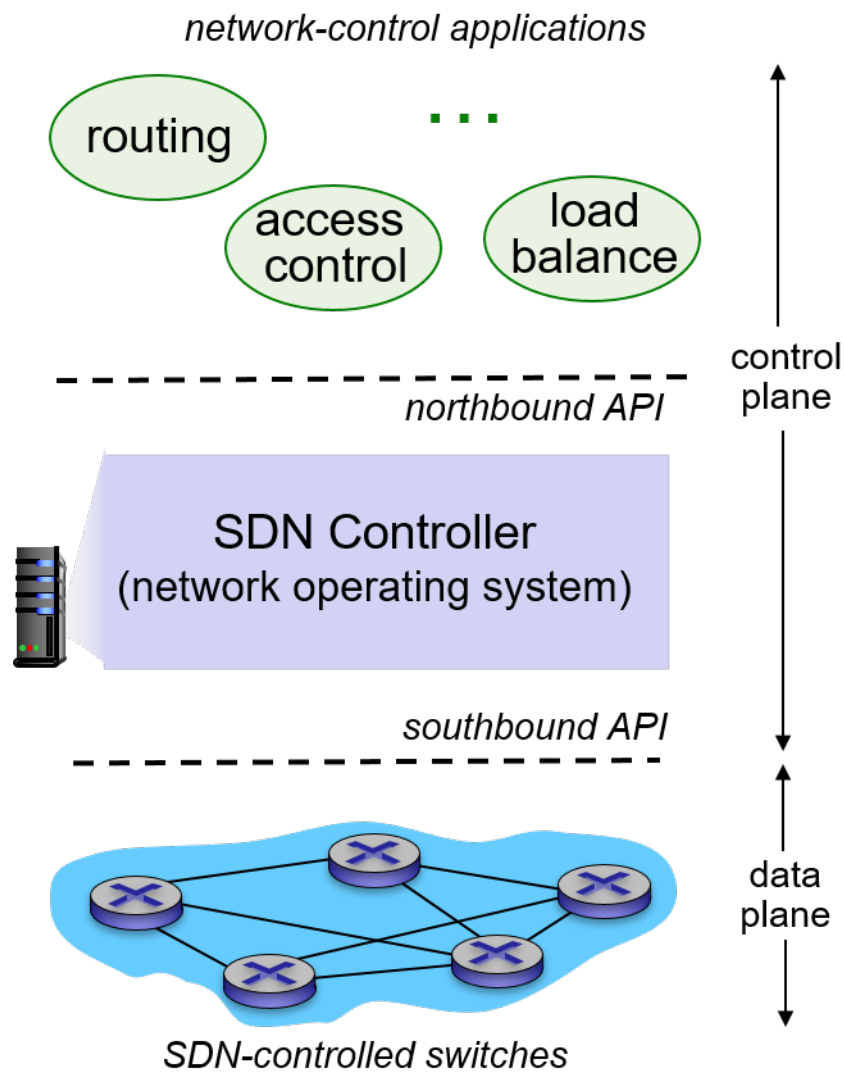 network-control applications
routing
...
access
control
load
balance
control
plane
northbound API
SDN Controller
(network operating system)
southbound API
data
plane
SDN-controlled switches